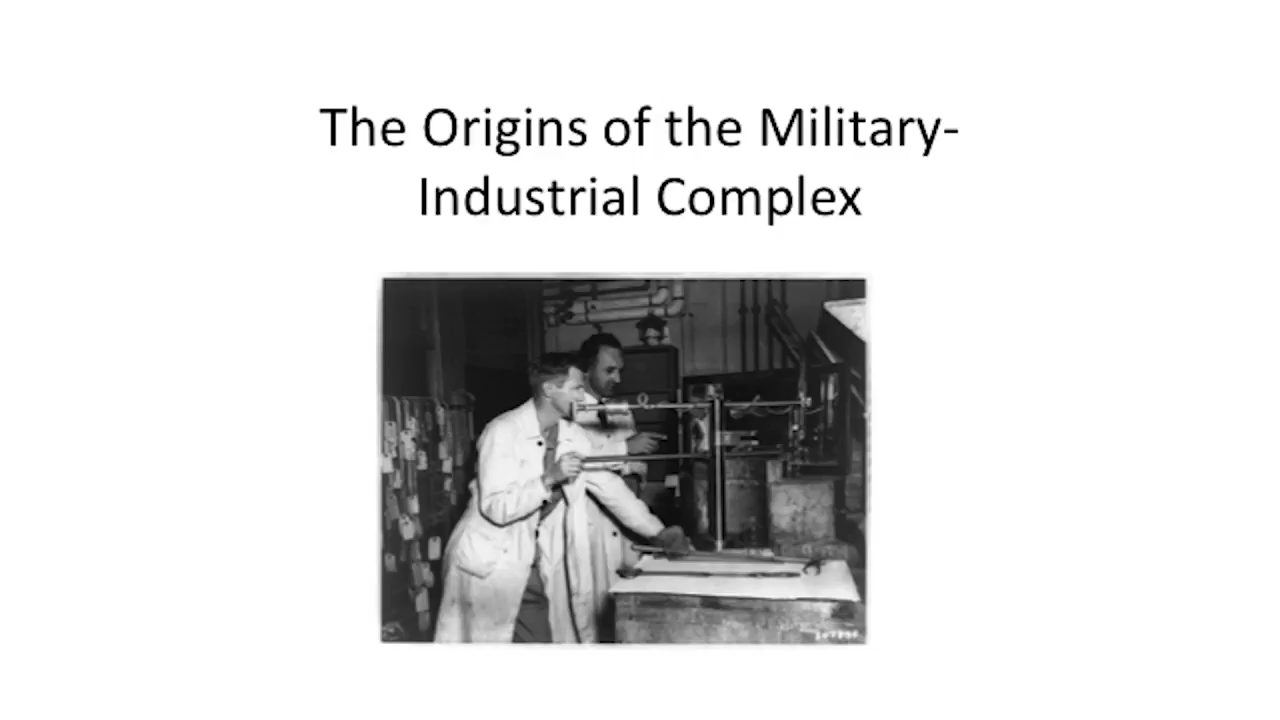 The Origins of the Military-
Industrial Complex